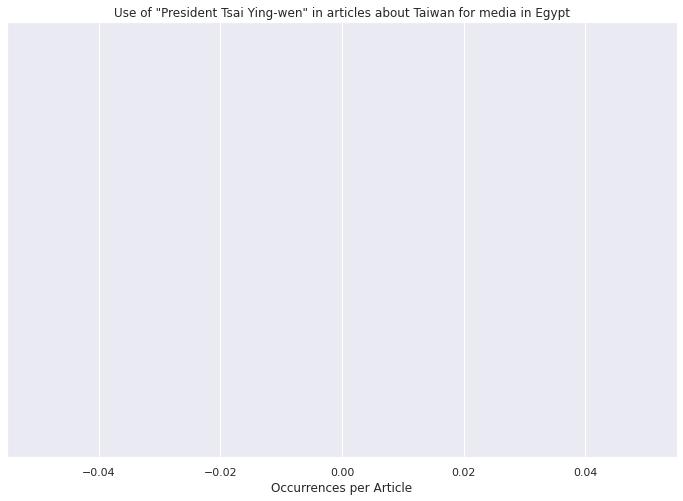 Use of "President Tsai Ying-wen" in articles about Taiwan for media in Egypt
−0.04 −0.02 0.00 0.02 0.04
Occurrences per Article